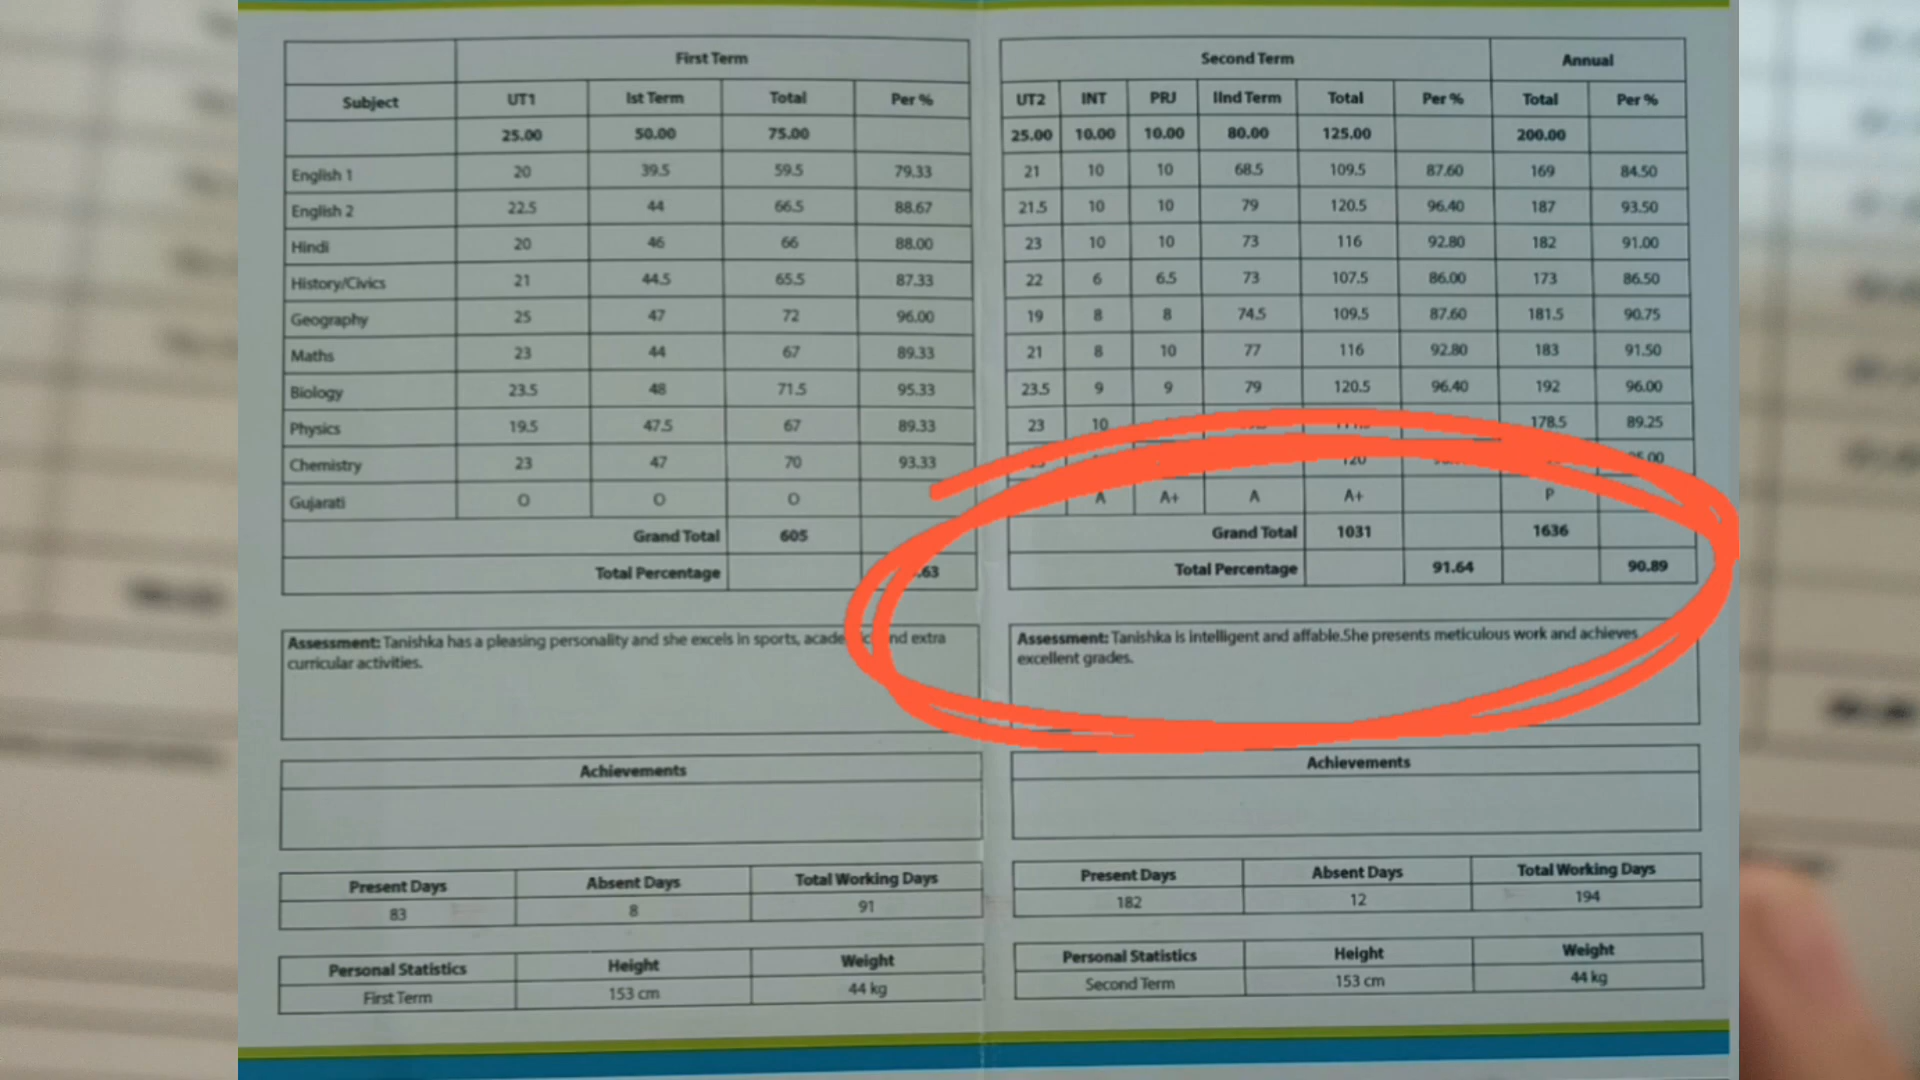 First Term
Subject UT1 Ist Term Total Per %
25.00 50.00 75.00
English 1 20 39.5 59.5 79.33
English 2 22.5 44 66.5 88.67
Hindi 20 46 66 88.00
History/Civics 21 44.5 65.5 87.33
Geography 25 47 72 96.00
Maths 23 44 67 89.33
Biology 23.5 48 71.5 95.33
Physics 19.5 47.5 67 89.33
Chemistry 23 47 70 93.33
Gujarati O O O
Grand Total 605
Total Percentage .63
Assessment: Tanishka has a pleasing personality and she excels in sports, and extra
curricular activities.
Achievements
Present Days Absent Days Total Working Days
83 8 91
Personal Statistics Height Weight
First Term 153 cm 44 kg
Second Term Annual
UT2 INT PRJ IInd Term Total Per % Total Per %
25.00 10.00 10.00 80.00 125.00 200.00
21 10 10 68.5 109.5 87.60 169 84.50
21.5 10 10 79 120.5 96.40 187 93.50
23 10 10 73 116 92.80 182 91.00
22 6 6.5 73 107.5 86.00 173 86.50
19 8 8 74.5 109.5 87.60 181.5 90.75
21 8 10 77 116 92.80 183 91.50
23.5 9 9 79 120.5 96.40 192 96.00
23 10 178.5 89.25
120
A A+ A A+ P
Grand Total 1031 1636
Total Percentage 91.64 90.89
Assessment: Tanishka is intelligent and affable.She presents meticulous work and achieves
excellent grades.
Achievements
Present Days Absent Days Total Working Days
182 12 194
Personal Statistics Height Weight
Second Term 153 cm 44 kg